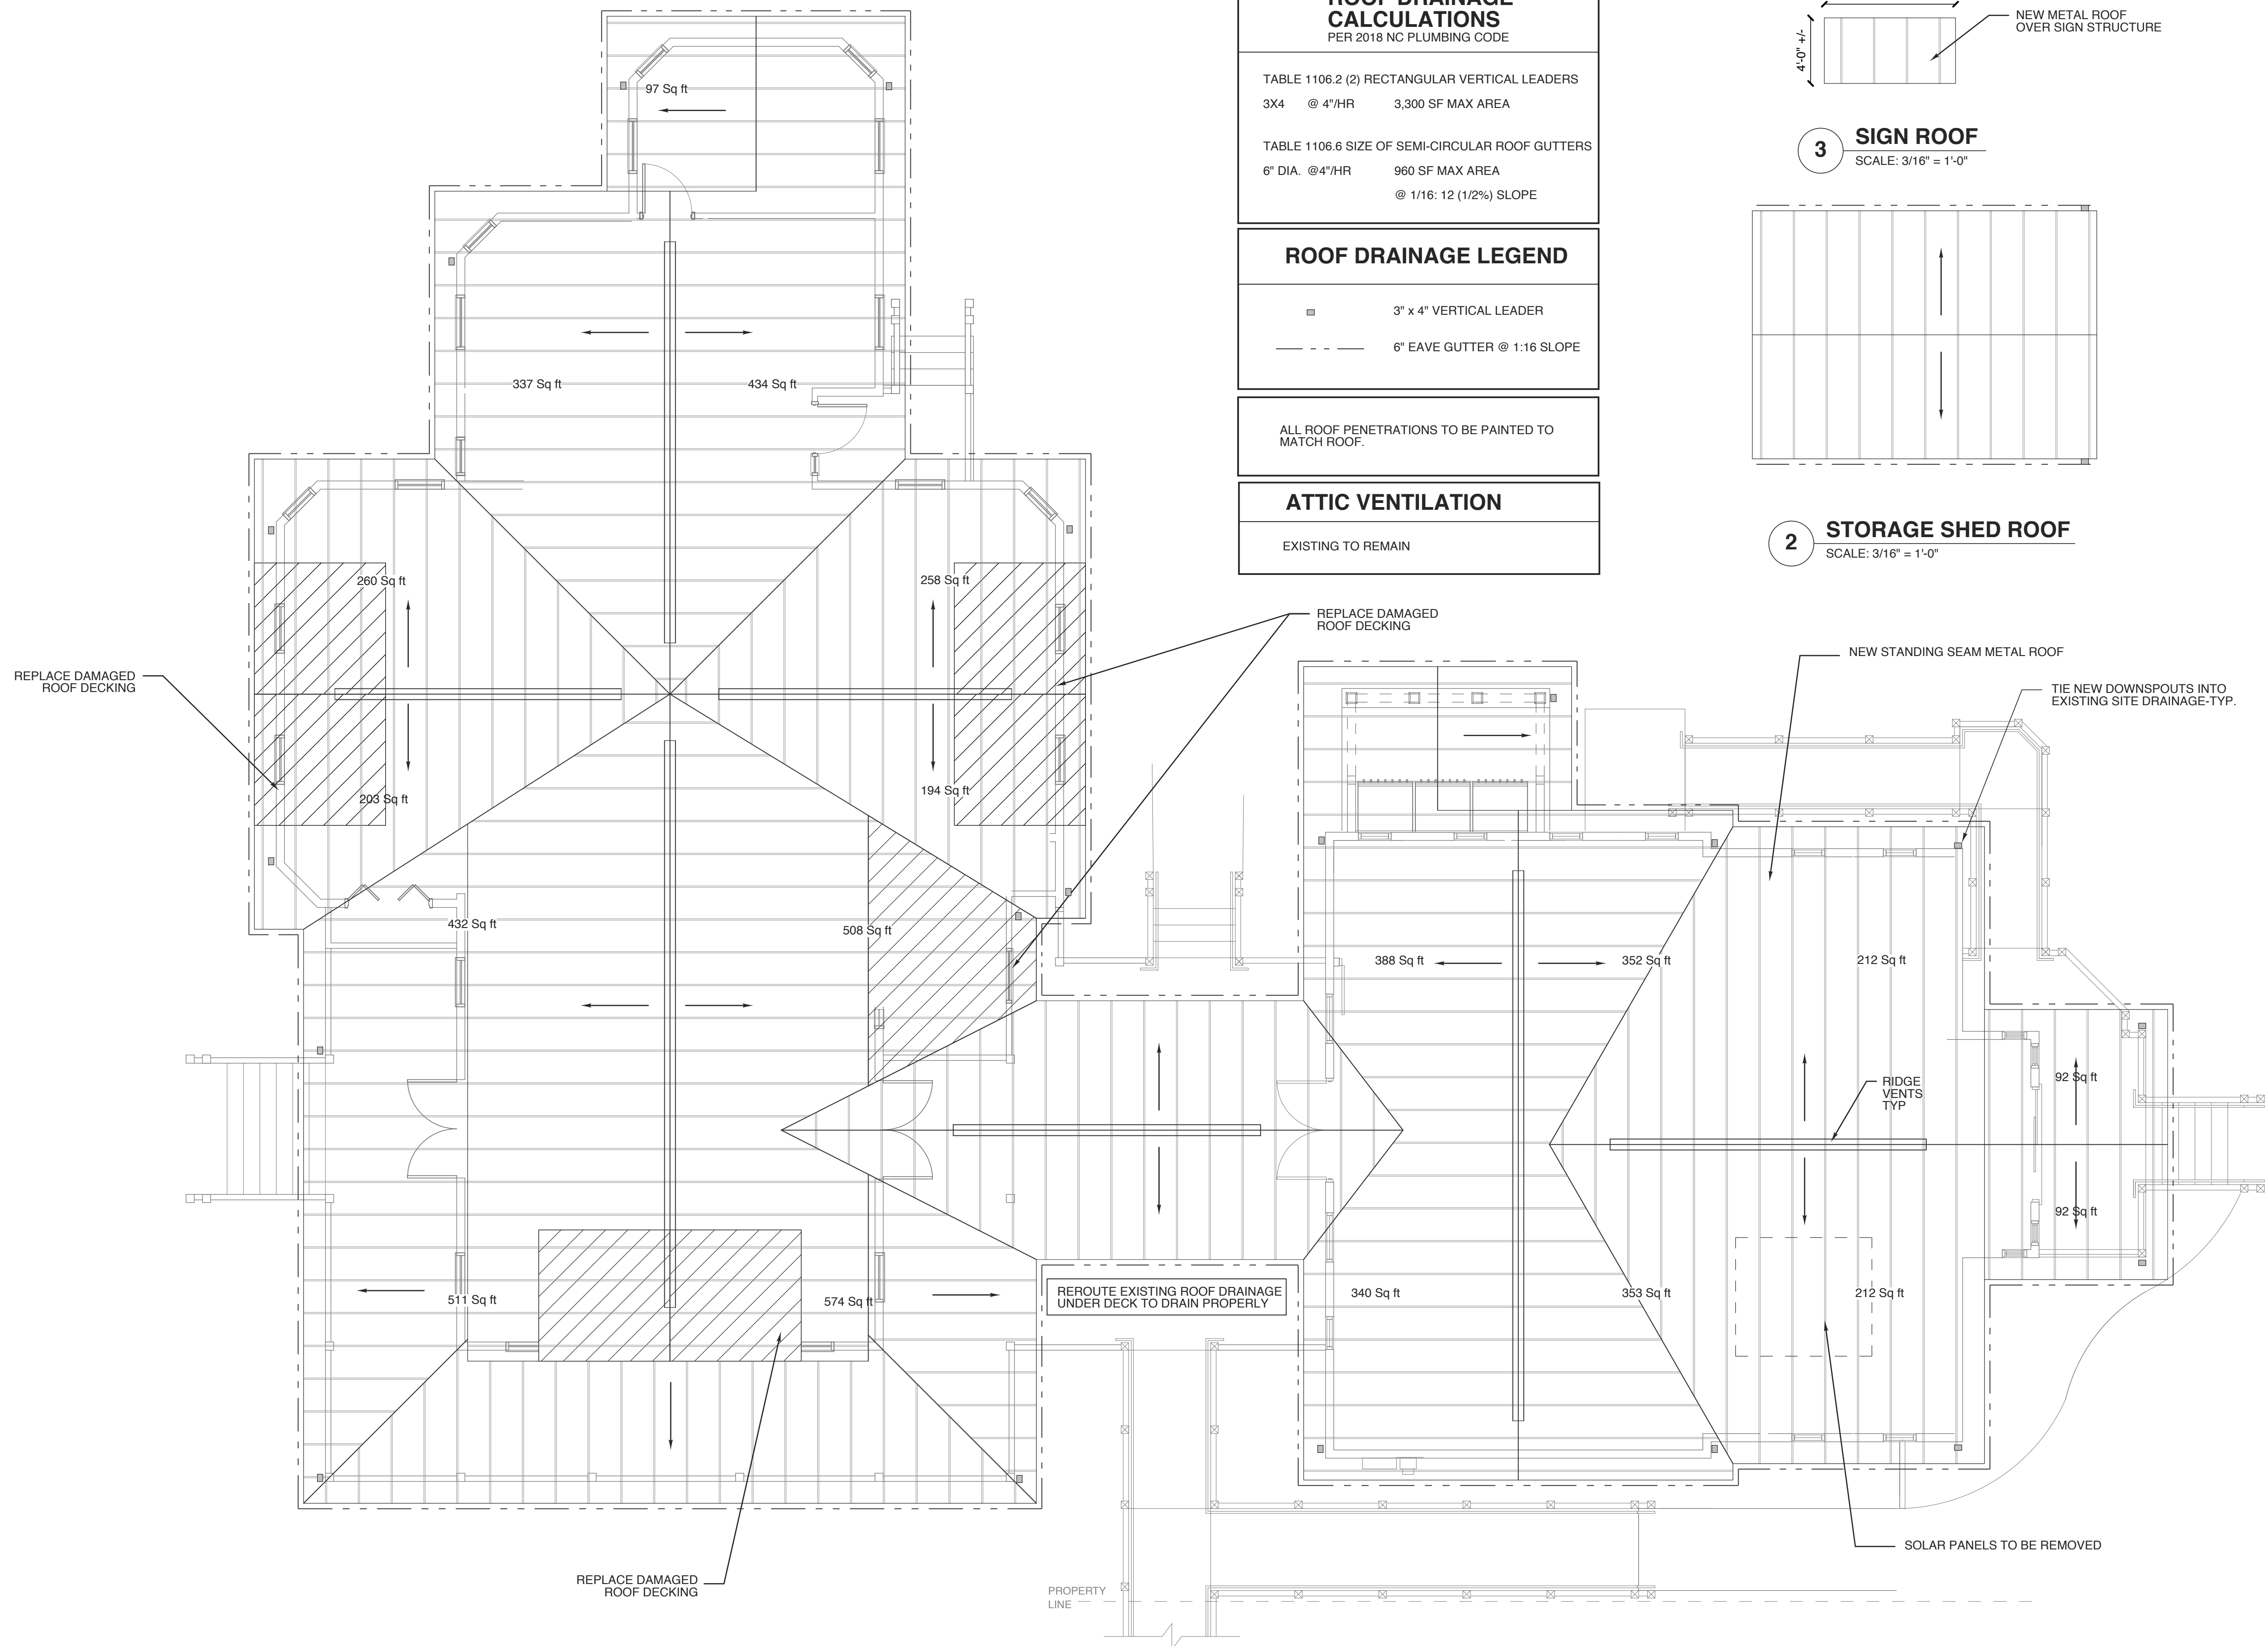 ROOF DRAINAGE
CALCULATIONS
PER 2018 NC PLUMBING CODE
TABLE 1106.2 (2) RECTANGULAR VERTICAL LEADERS
3X4 @ 4"/HR 3,300 SF MAX AREA
TABLE 1106.6 SIZE OF SEMI-CIRCULAR ROOF GUTTERS
6" DIA. @4"/HR 960 SF MAX AREA
@ 1/16: 12 (1/2%) SLOPE
ROOF DRAINAGE LEGEND
3" x 4" VERTICAL LEADER
6" EAVE GUTTER @ 1:16 SLOPE
ALL ROOF PENETRATIONS TO BE PAINTED TO
MATCH ROOF.
ATTIC VENTILATION
EXISTING TO REMAIN
4'-0" +/-
NEW METAL ROOF
OVER SIGN STRUCTURE
3
SIGN ROOF
SCALE: 3/16" = 1'-0"
2
STORAGE SHED ROOF
SCALE: 3/16" = 1'-0"
97 Sq ft
337 Sq ft
434 Sq ft
260 Sq ft
258 Sq ft
REPLACE DAMAGED
ROOF DECKING
REPLACE DAMAGED
ROOF DECKING
203 Sq ft
194 Sq ft
432 Sq ft
508 Sq ft
NEW STANDING SEAM METAL ROOF
TIE NEW DOWNSPOUTS INTO
EXISTING SITE DRAINAGE-TYP.
388 Sq ft
352 Sq ft
212 Sq ft
RIDGE
VENTS
TYP
92 Sq ft
92 Sq ft
511 Sq ft
574 Sq ft
REROUTE EXISTING ROOF DRAINAGE
UNDER DECK TO DRAIN PROPERLY
340 Sq ft
353 Sq ft
212 Sq ft
SOLAR PANELS TO BE REMOVED
REPLACE DAMAGED
ROOF DECKING
PROPERTY
LINE